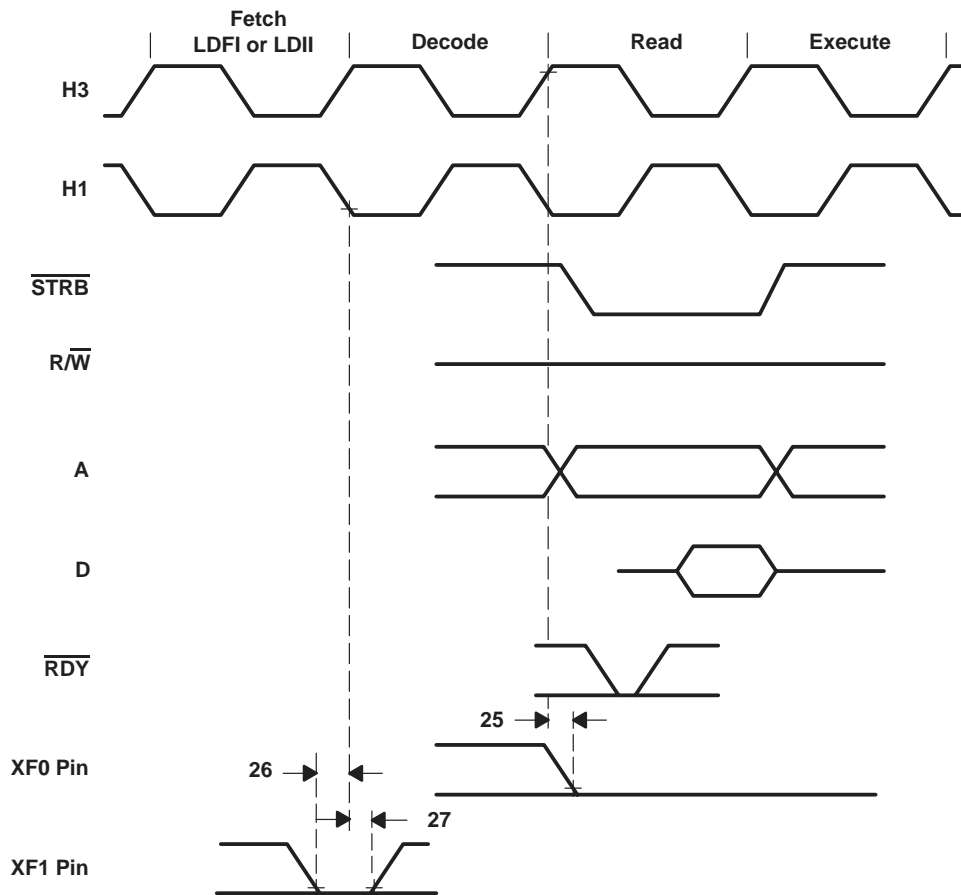 Fetch
LDFI or LDII
Decode
Read
Execute
H3
H1
STRB
R/W
A
D
RDY
25
XF0 Pin
26
27
XF1 Pin